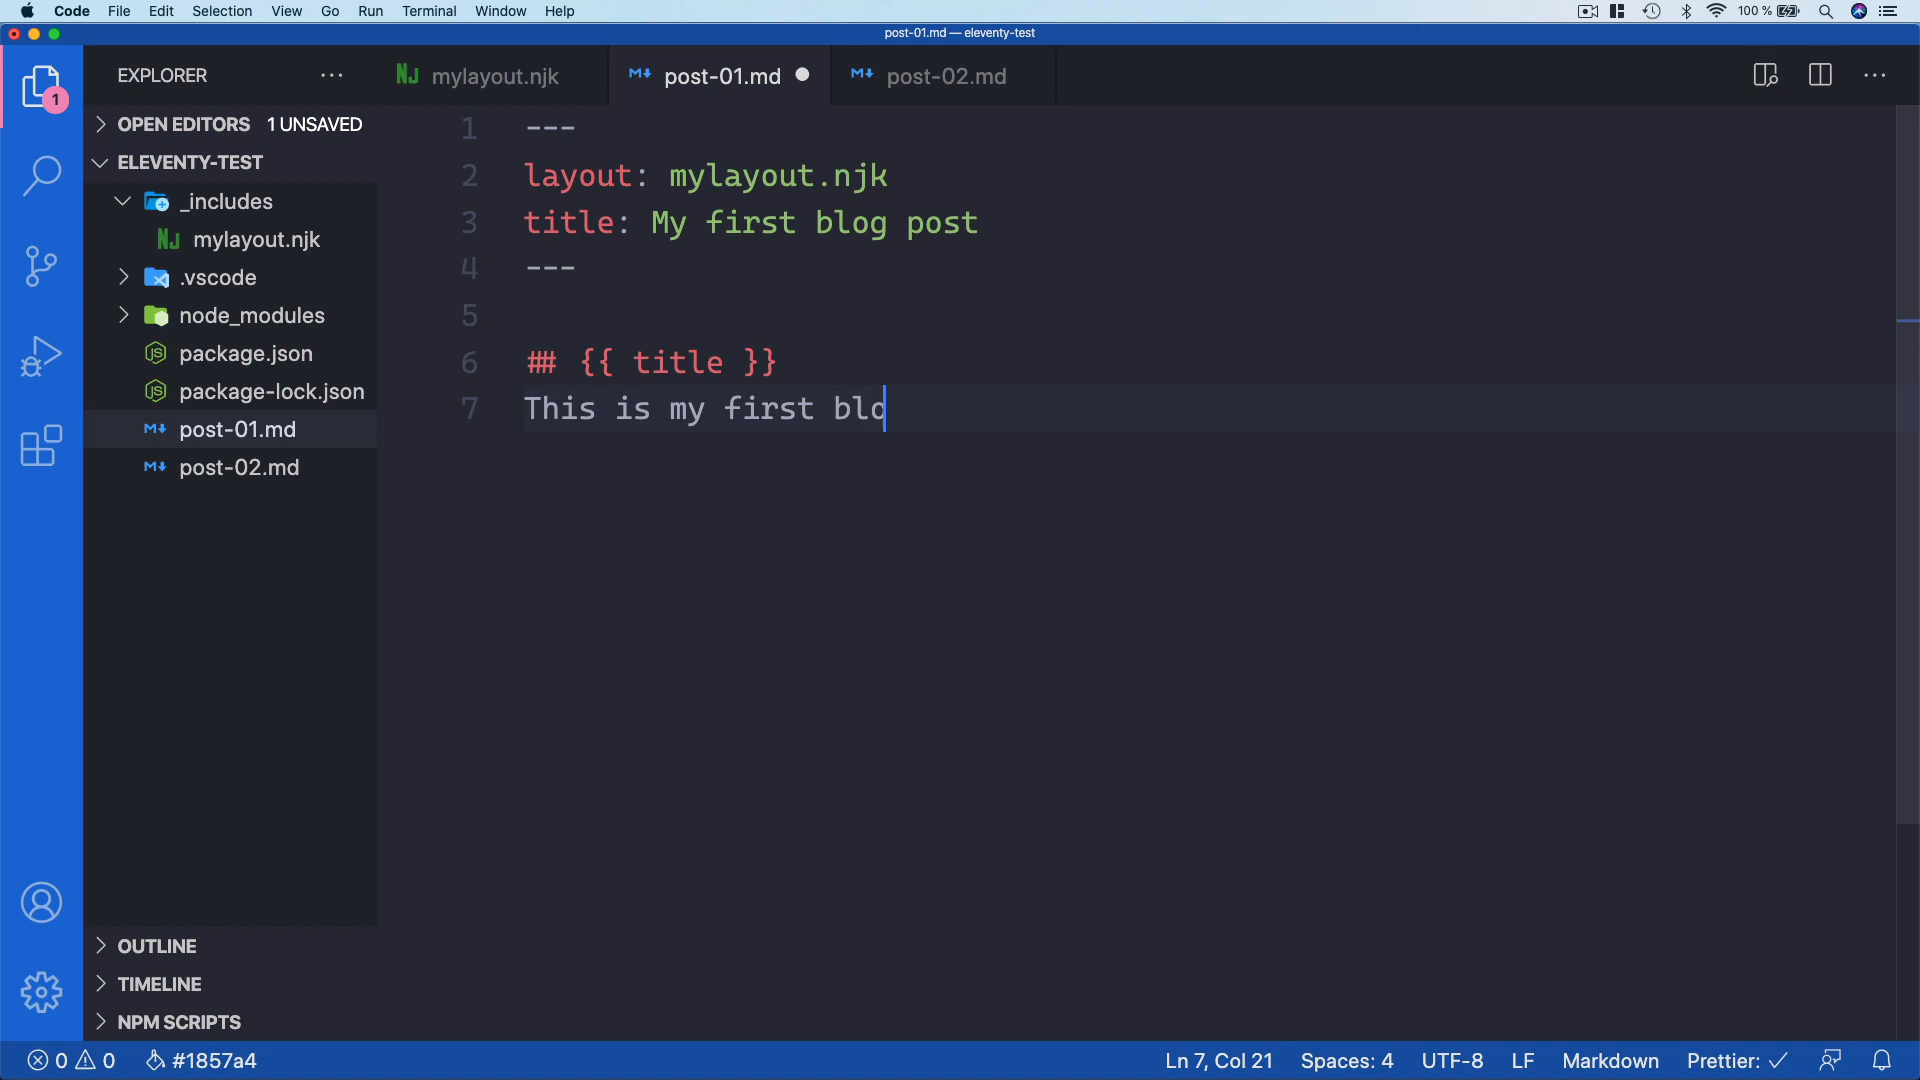 Code File Edit Selection View Go Run Terminal Window Help 100 %
post-01.md — eleventy-test
EXPLORER
mylayout.njk post-01.md post-02.md
1
OPEN EDITORS 1 UNSAVED
ELEVENTY-TEST
_includes
mylayout.njk
.vscode
node_modules
package.json
package-lock.json
post-01.md
post-02.md
OUTLINE
TIMELINE
NPM SCRIPTS
1 ---
2 layout: mylayout.njk
3 title: My first blog post
4 ---
5
6 ## {{ title }}
7 This is my first blo
0 0 #1857a4 Ln 7, Col 21 Spaces: 4 UTF-8 LF Markdown Prettier: ✓